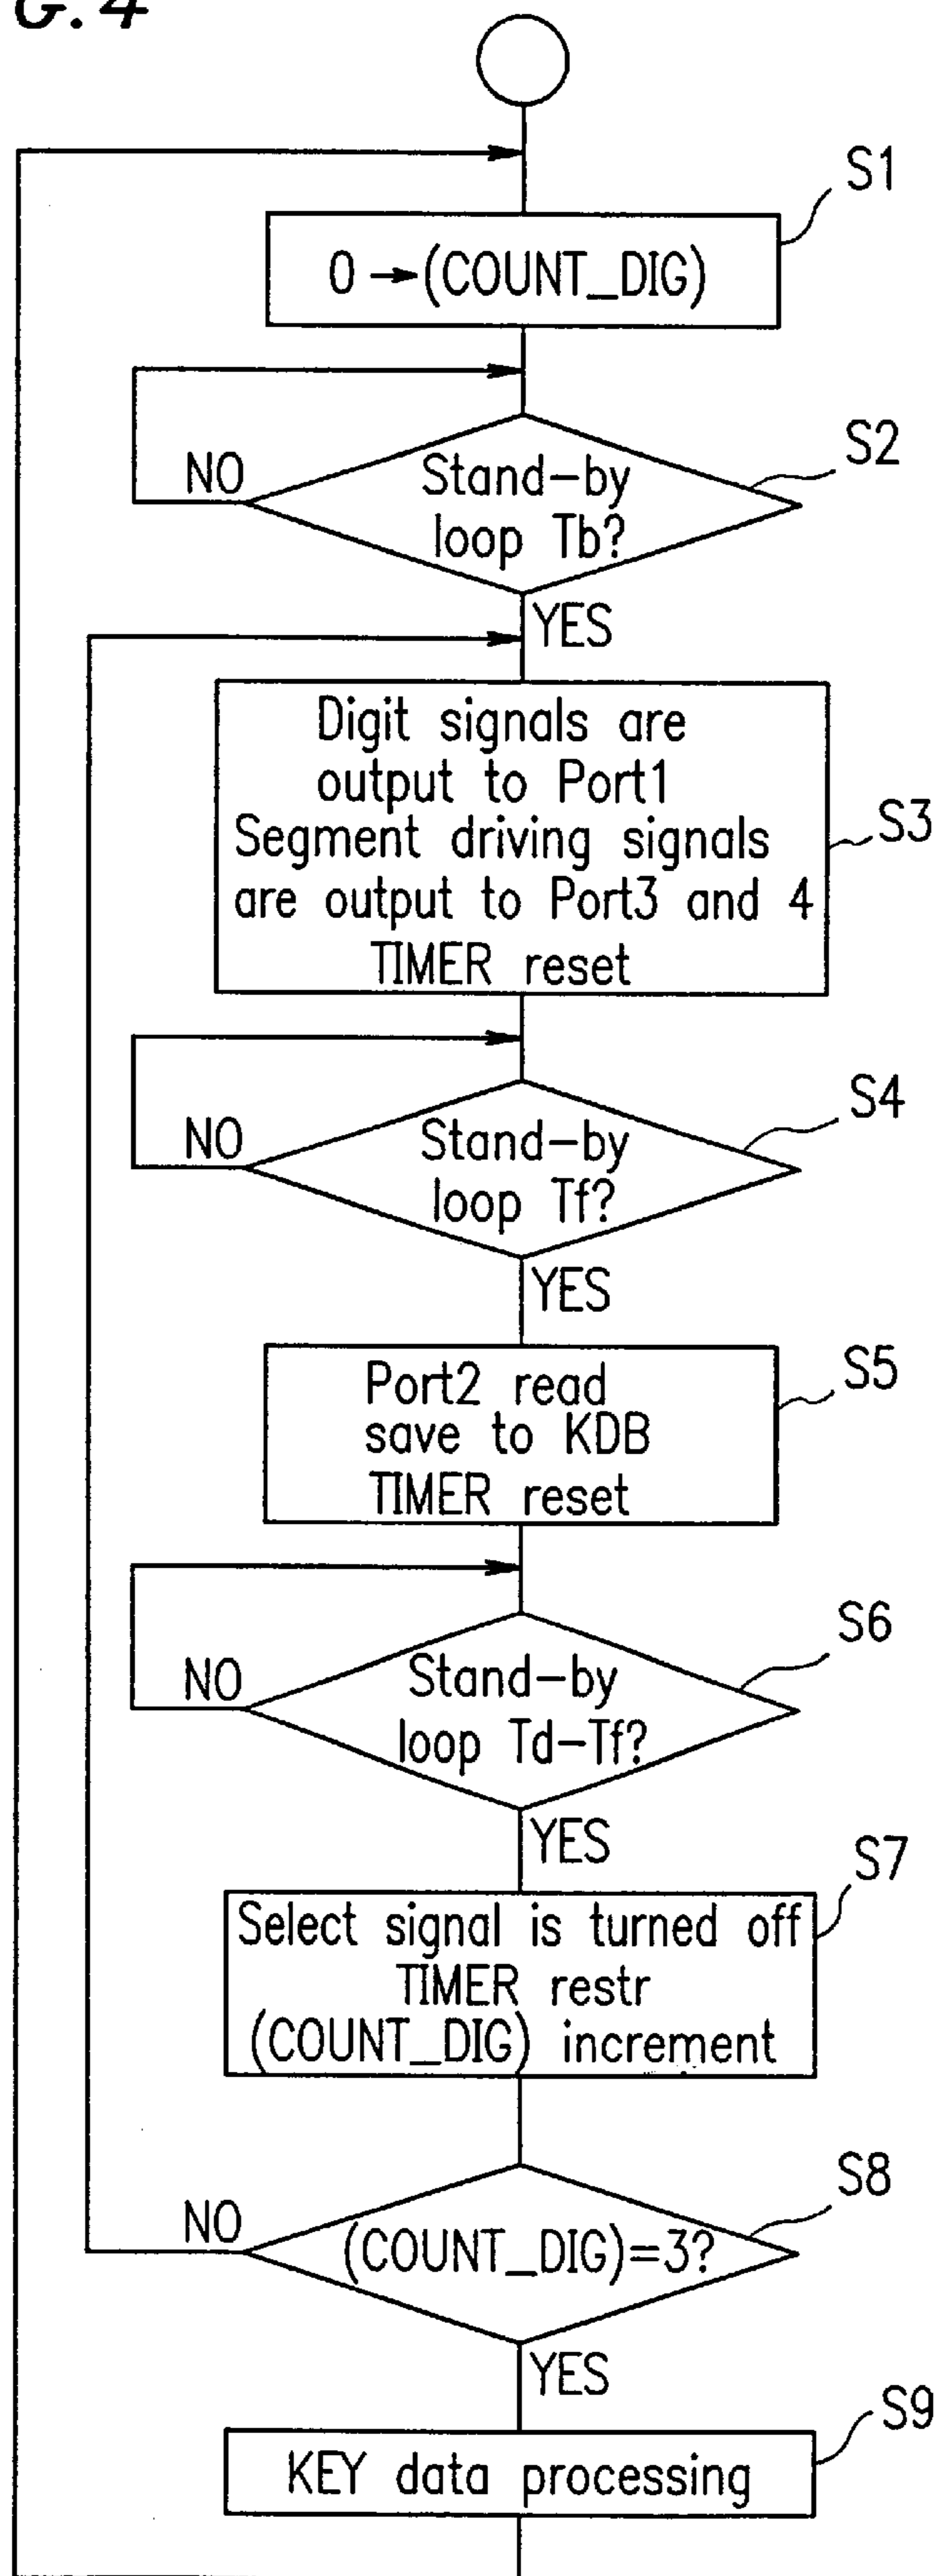 G.4
S1
0→(COUNT_DIG)
S2
NO
Stand-by
loop Tb?
YES
Digit signals are
output to Port1
Segment driving signals
are output to Port3 and 4
TIMER reset
S3
S4
NO
Stand-by
loop Tf?
YES
S5
Port2 read
save to KDB
TIMER reset
S6
NO
Stand-by
loop Td-Tf?
YES
S7
Select signal is turned off
TIMER restr
(COUNT_DIG) increment
S8
NO
(COUNT_DIG)=3?
YES
S9
KEY data processing